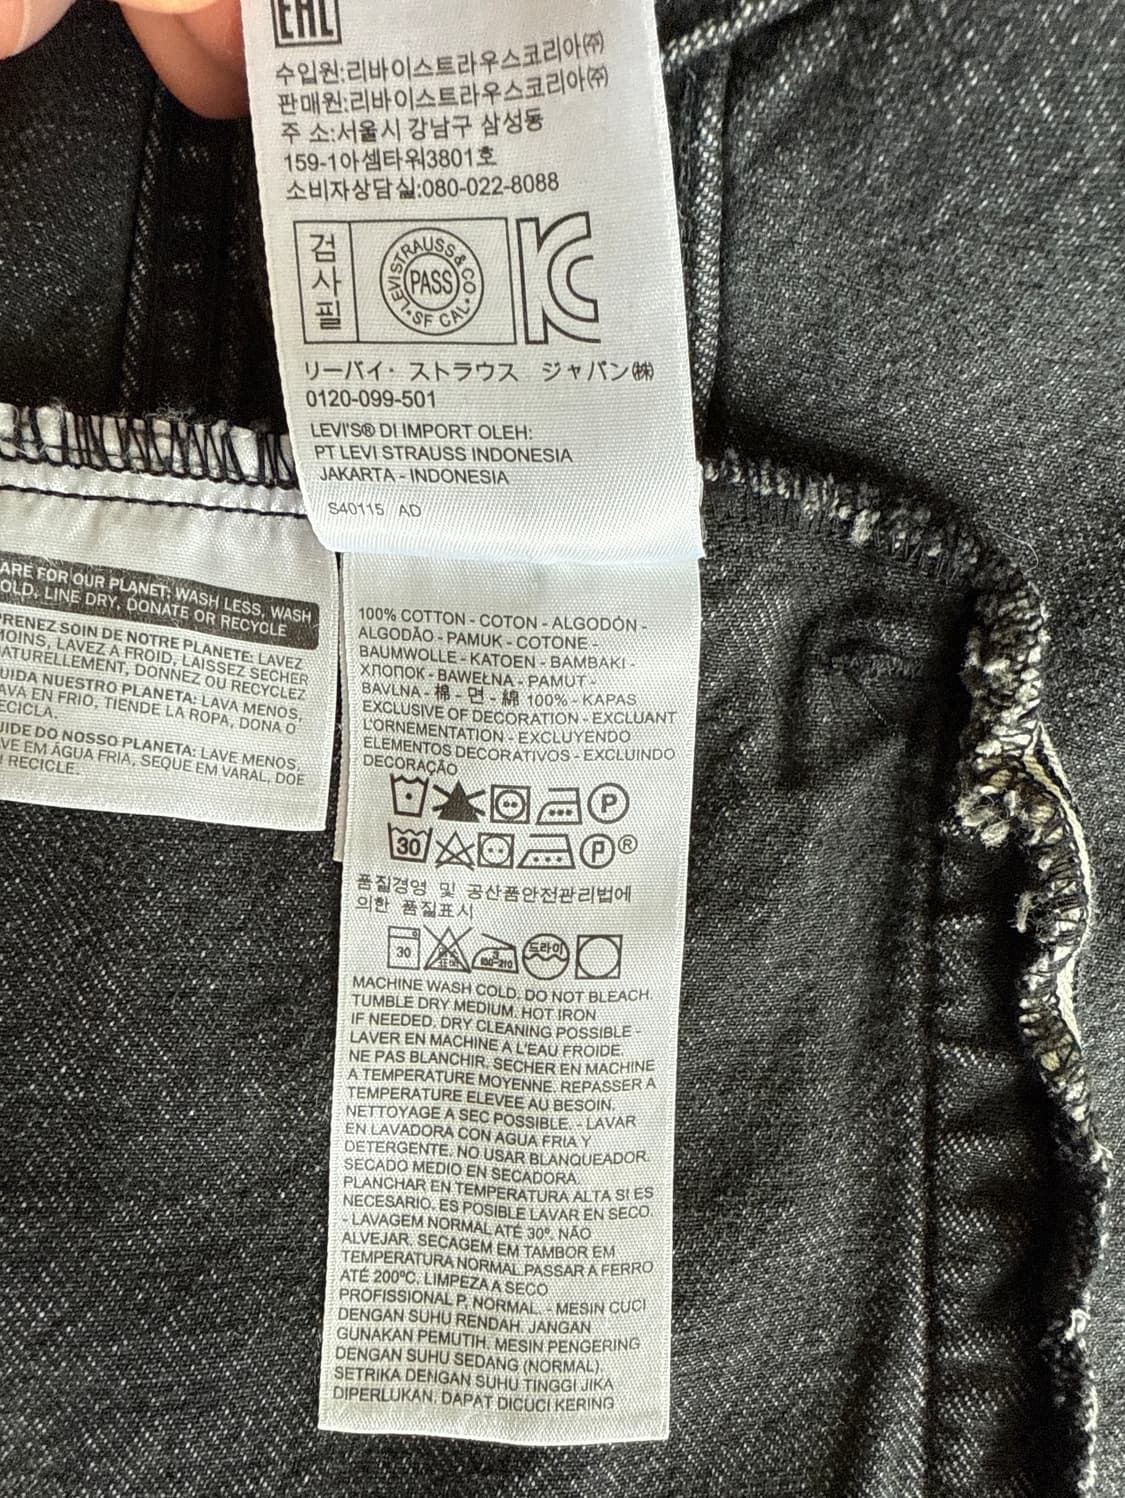 EAC
수입원:리바이스트라우스코리아㈜
판매원:리바이스트라우스코리아㈜
주 소:서울시 강남구 삼성동
159-1아셈타워3801호
소비자상담실:080-022-8088
검사필
LEVI STRAUSS & CO.
PASS
• SF CAL •
KC
リーバイ・ストラウス ジャパン㈱
0120-099-501
LEVI'S® DI IMPORT OLEH:
PT LEVI STRAUSS INDONESIA
JAKARTA - INDONESIA
S40115 AD
ARE FOR OUR PLANET: WASH LESS, WASH
OLD, LINE DRY, DONATE OR RECYCLE
PRENEZ SOIN DE NOTRE PLANETE: LAVEZ
MOINS, LAVEZ A FROID, LAISSEZ SECHER
NATURELLEMENT, DONNEZ OU RECYCLEZ
UIDA NUESTRO PLANETA: LAVA MENOS,
AVA EN FRIO, TIENDE LA ROPA, DONA O
ECICLA.
UIDE DO NOSSO PLANETA: LAVE MENOS,
VE EM ÁGUA FRIA, SEQUE EM VARAL, DOE
RECICLE.
100% COTTON - COTON - ALGODÓN -
ALGODÃO - PAMUK - COTONE -
BAUMWOLLE - KATOEN - BAMBAKI -
ХЛОПОК - BAWEŁNA - PAMUT -
BAVLNA - 棉 - 면 - 綿 100% - KAPAS
EXCLUSIVE OF DECORATION - EXCLUANT
L'ORNEMENTATION - EXCLUYENDO
ELEMENTOS DECORATIVOS - EXCLUINDO
DECORAÇÃO
P
30 P ®
품질경영 및 공산품안전관리법에
의한 품질표시
30 드라이
MACHINE WASH COLD. DO NOT BLEACH.
TUMBLE DRY MEDIUM. HOT IRON
IF NEEDED. DRY CLEANING POSSIBLE -
LAVER EN MACHINE A L'EAU FROIDE.
NE PAS BLANCHIR. SECHER EN MACHINE
A TEMPERATURE MOYENNE. REPASSER A
TEMPERATURE ELEVEE AU BESOIN.
NETTOYAGE A SEC POSSIBLE. - LAVAR
EN LAVADORA CON AGUA FRIA Y
DETERGENTE. NO USAR BLANQUEADOR.
SECADO MEDIO EN SECADORA.
PLANCHAR EN TEMPERATURA ALTA SI ES
NECESARIO. ES POSIBLE LAVAR EN SECO.
- LAVAGEM NORMAL ATÉ 30º. NÃO
ALVEJAR. SECAGEM EM TAMBOR EM
TEMPERATURA NORMAL.PASSAR A FERRO
ATÉ 200ºC. LIMPEZA A SECO
PROFISSIONAL P, NORMAL. - MESIN CUCI
DENGAN SUHU RENDAH. JANGAN
GUNAKAN PEMUTIH. MESIN PENGERING
DENGAN SUHU SEDANG (NORMAL).
SETRIKA DENGAN SUHU TINGGI JIKA
DIPERLUKAN. DAPAT DICUCI KERING